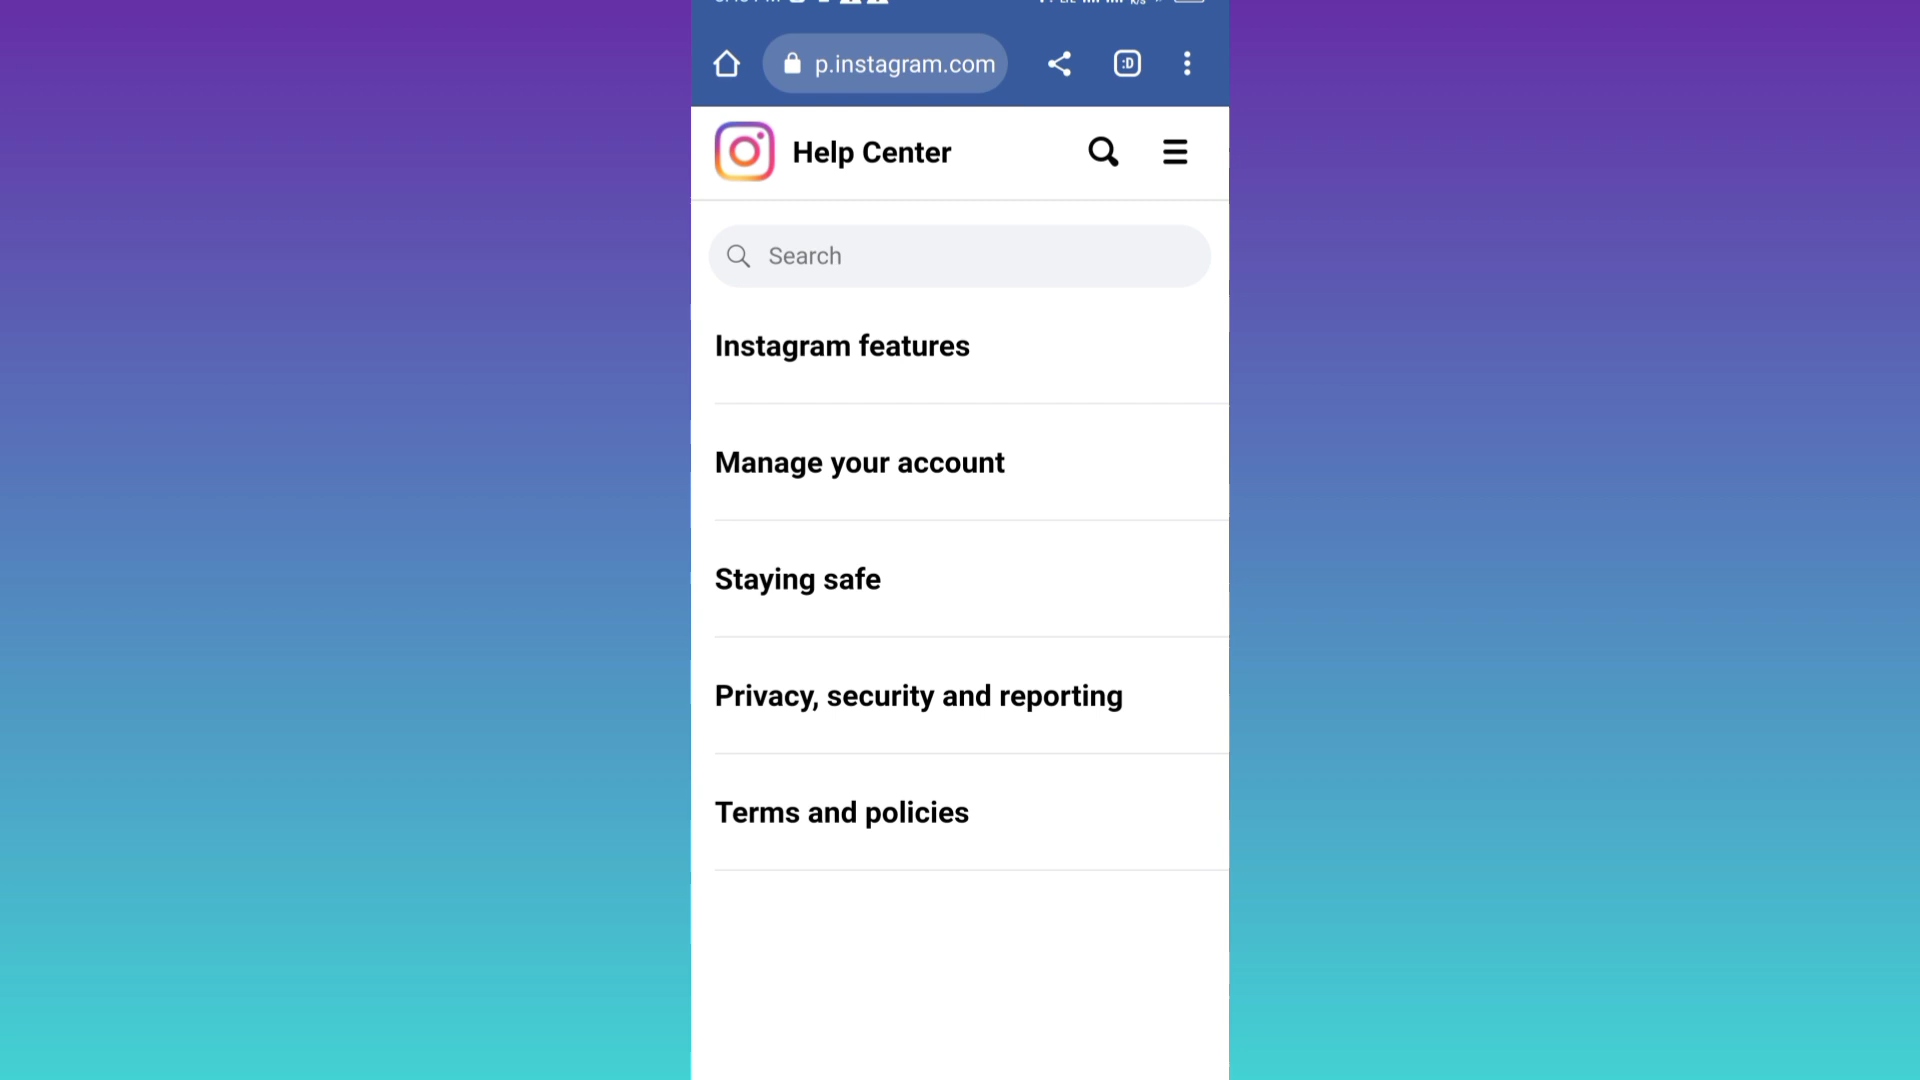 p.instagram.com
:D
Help Center
Search
Instagram features
Manage your account
Staying safe
Privacy, security and reporting
Terms and policies